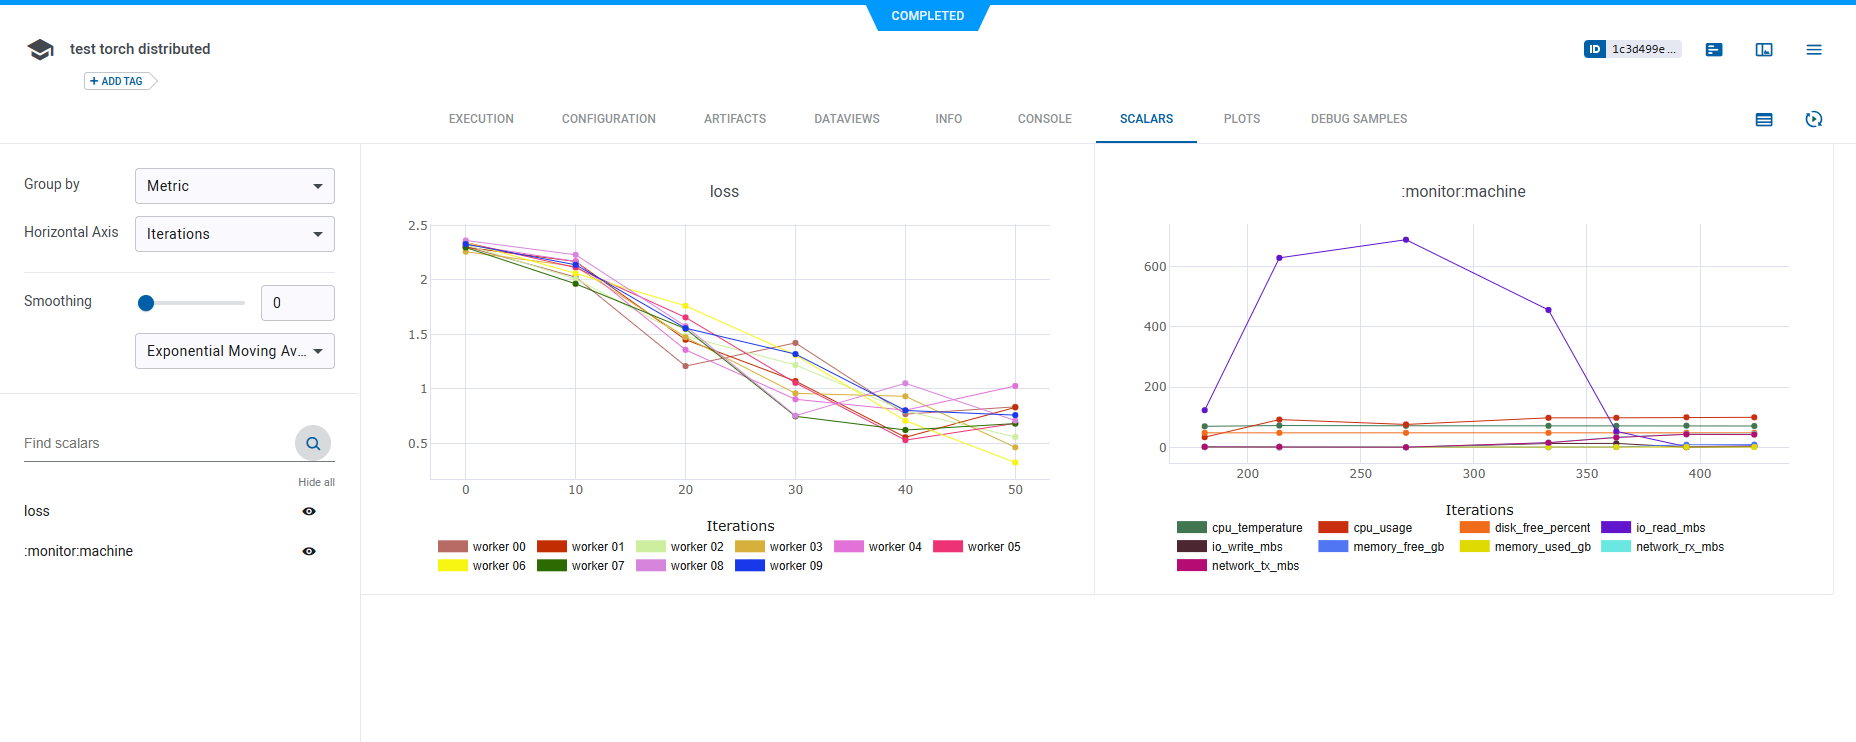 COMPLETED
test torch distributed
ID 1c3d499e ...
+ ADD TAG
EXECUTION CONFIGURATION ARTIFACTS DATAVIEWS INFO CONSOLE SCALARS PLOTS DEBUG SAMPLES
Group by Metric
Horizontal Axis Iterations
Smoothing 0
Exponential Moving Av...
Find scalars
Hide all
loss
:monitor:machine
loss
2.5
2
1.5
1
0.5
0 10 20 30 40 50
Iterations
worker 00 worker 01 worker 02 worker 03 worker 04 worker 05
worker 06 worker 07 worker 08 worker 09
:monitor:machine
600
400
200
0
200 250 300 350 400
Iterations
cpu_temperature cpu_usage disk_free_percent io_read_mbs
io_write_mbs memory_free_gb memory_used_gb network_rx_mbs
network_tx_mbs